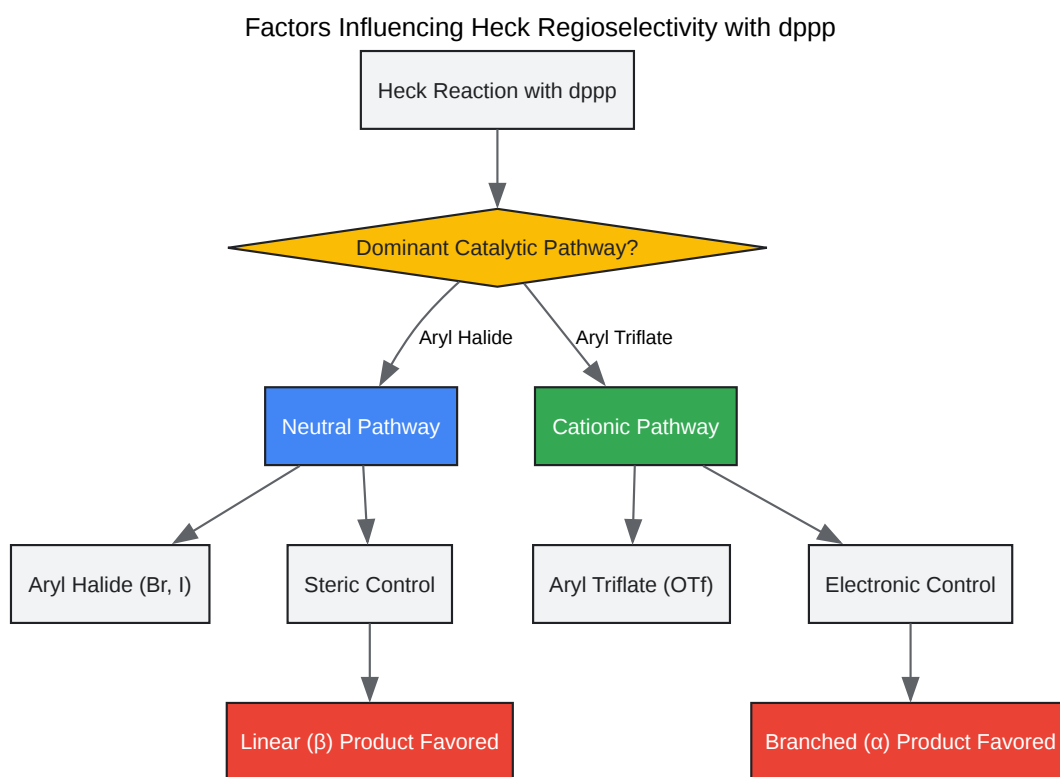 Factors Influencing Heck Regioselectivity with dppp
Heck Reaction with dppp
Dominant Catalytic Pathway?
Aryl Halide
Aryl Triflate
Neutral Pathway
Cationic Pathway
Aryl Halide (Br, I)
Steric Control
Aryl Triflate (OTf)
Electronic Control
Linear (β) Product Favored
Branched (α) Product Favored